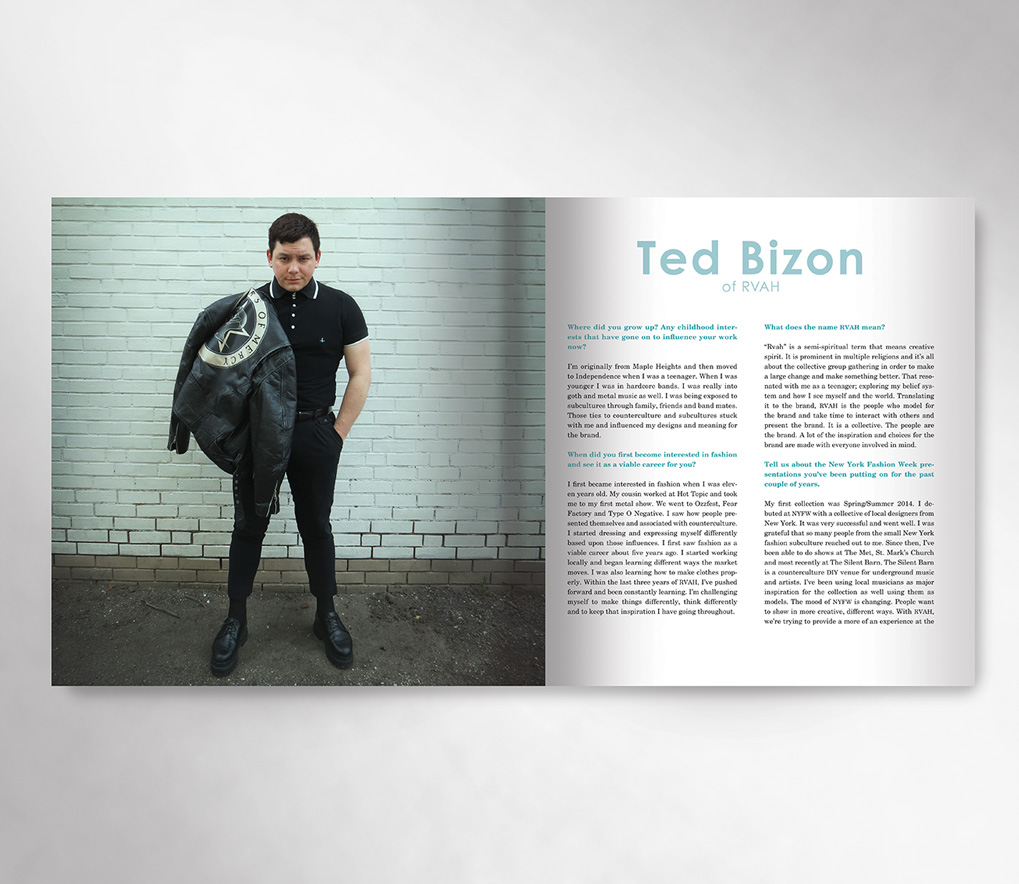 S OF MERCY
Ted Bizon
of RVAH
Where did you grow up? Any childhood inter-
ests that have gone on to influence your work
now?
I'm originally from Maple Heights and then moved
to Independence when I was a teenager. When I was
younger I was in hardcore bands. I was really into
goth and metal music as well. I was being exposed to
subcultures through family, friends and band mates.
Those ties to counterculture and subcultures stuck
with me and influenced my designs and meaning for
the brand.
When did you first become interested in fashion
and see it as a viable career for you?
I first became interested in fashion when I was elev-
en years old. My cousin worked at Hot Topic and took
me to my first metal show. We went to Ozzfest, Fear
Factory and Type O Negative. I saw how people pre-
sented themselves and associated with counterculture.
I started dressing and expressing myself differently
based upon those influences. I first saw fashion as a
viable career about five years ago. I started working
locally and began learning different ways the market
moves. I was also learning how to make clothes prop-
erly. Within the last three years of RVAH, I've pushed
forward and been constantly learning. I'm challenging
myself to make things differently, think differently
and to keep that inspiration I have going throughout.
What does the name RVAH mean?
“Rvah” is a semi-spiritual term that means creative
spirit. It is prominent in multiple religions and it's all
about the collective group gathering in order to make
a large change and make something better. That reso-
nated with me as a teenager; exploring my belief sys-
tem and how I see myself and the world. Translating
it to the brand, RVAH is the people who model for
the brand and take time to interact with others and
present the brand. It is a collective. The people are
the brand. A lot of the inspiration and choices for the
brand are made with everyone involved in mind.
Tell us about the New York Fashion Week pre-
sentations you've been putting on for the past
couple of years.
My first collection was Spring/Summer 2014. I de-
buted at NYFW with a collective of local designers from
New York. It was very successful and went well. I was
grateful that so many people from the small New York
fashion subculture reached out to me. Since then, I've
been able to do shows at The Met, St. Mark's Church
and most recently at The Silent Barn. The Silent Barn
is a counterculture DIY venue for underground music
and artists. I've been using local musicians as major
inspiration for the collection as well using them as
models. The mood of NYFW is changing. People want
to show in more creative, different ways. With RVAH,
we're trying to provide a more of an experience at the